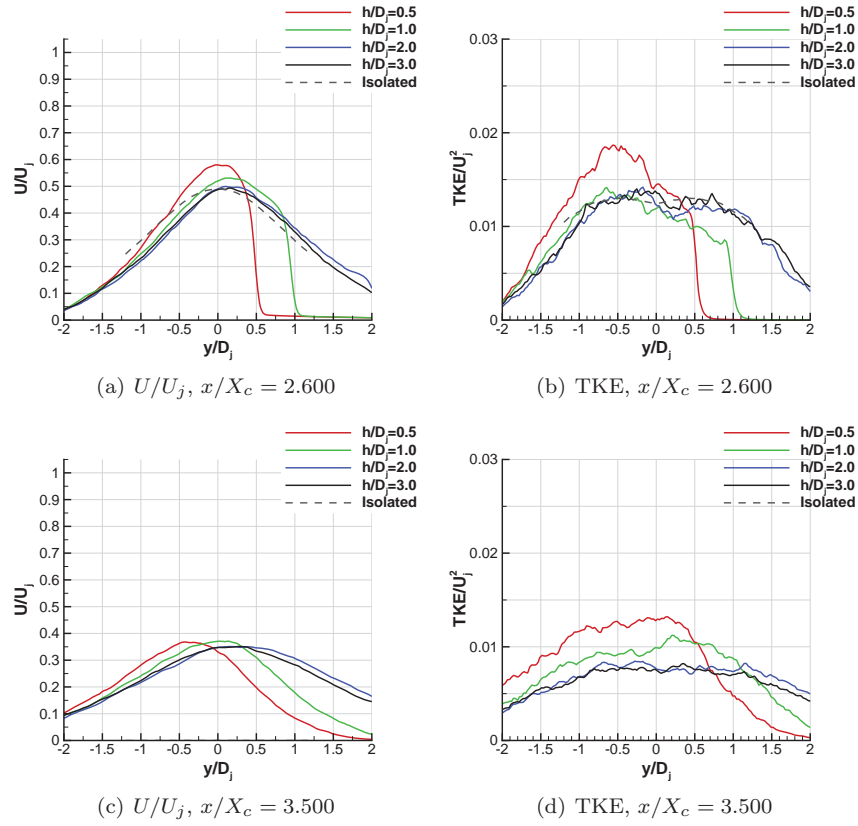 h/Dj=0.5
h/Dj=1.0
h/Dj=2.0
h/Dj=3.0
Isolated
U/Uj
1
0.9
0.8
0.7
0.6
0.5
0.4
0.3
0.2
0.1
0
-2 -1.5 -1 -0.5 0 0.5 1 1.5 2
y/Dj
(a) U/Uj, x/Xc = 2.600
h/Dj=0.5
h/Dj=1.0
h/Dj=2.0
h/Dj=3.0
Isolated
TKE/Uj²
0.03
0.02
0.01
0
-2 -1.5 -1 -0.5 0 0.5 1 1.5 2
y/Dj
(b) TKE, x/Xc = 2.600
h/Dj=0.5
h/Dj=1.0
h/Dj=2.0
h/Dj=3.0
Isolated
U/Uj
1
0.9
0.8
0.7
0.6
0.5
0.4
0.3
0.2
0.1
0
-2 -1.5 -1 -0.5 0 0.5 1 1.5 2
y/Dj
(c) U/Uj, x/Xc = 3.500
h/Dj=0.5
h/Dj=1.0
h/Dj=2.0
h/Dj=3.0
Isolated
TKE/Uj²
0.03
0.02
0.01
0
-2 -1.5 -1 -0.5 0 0.5 1 1.5 2
y/Dj
(d) TKE, x/Xc = 3.500